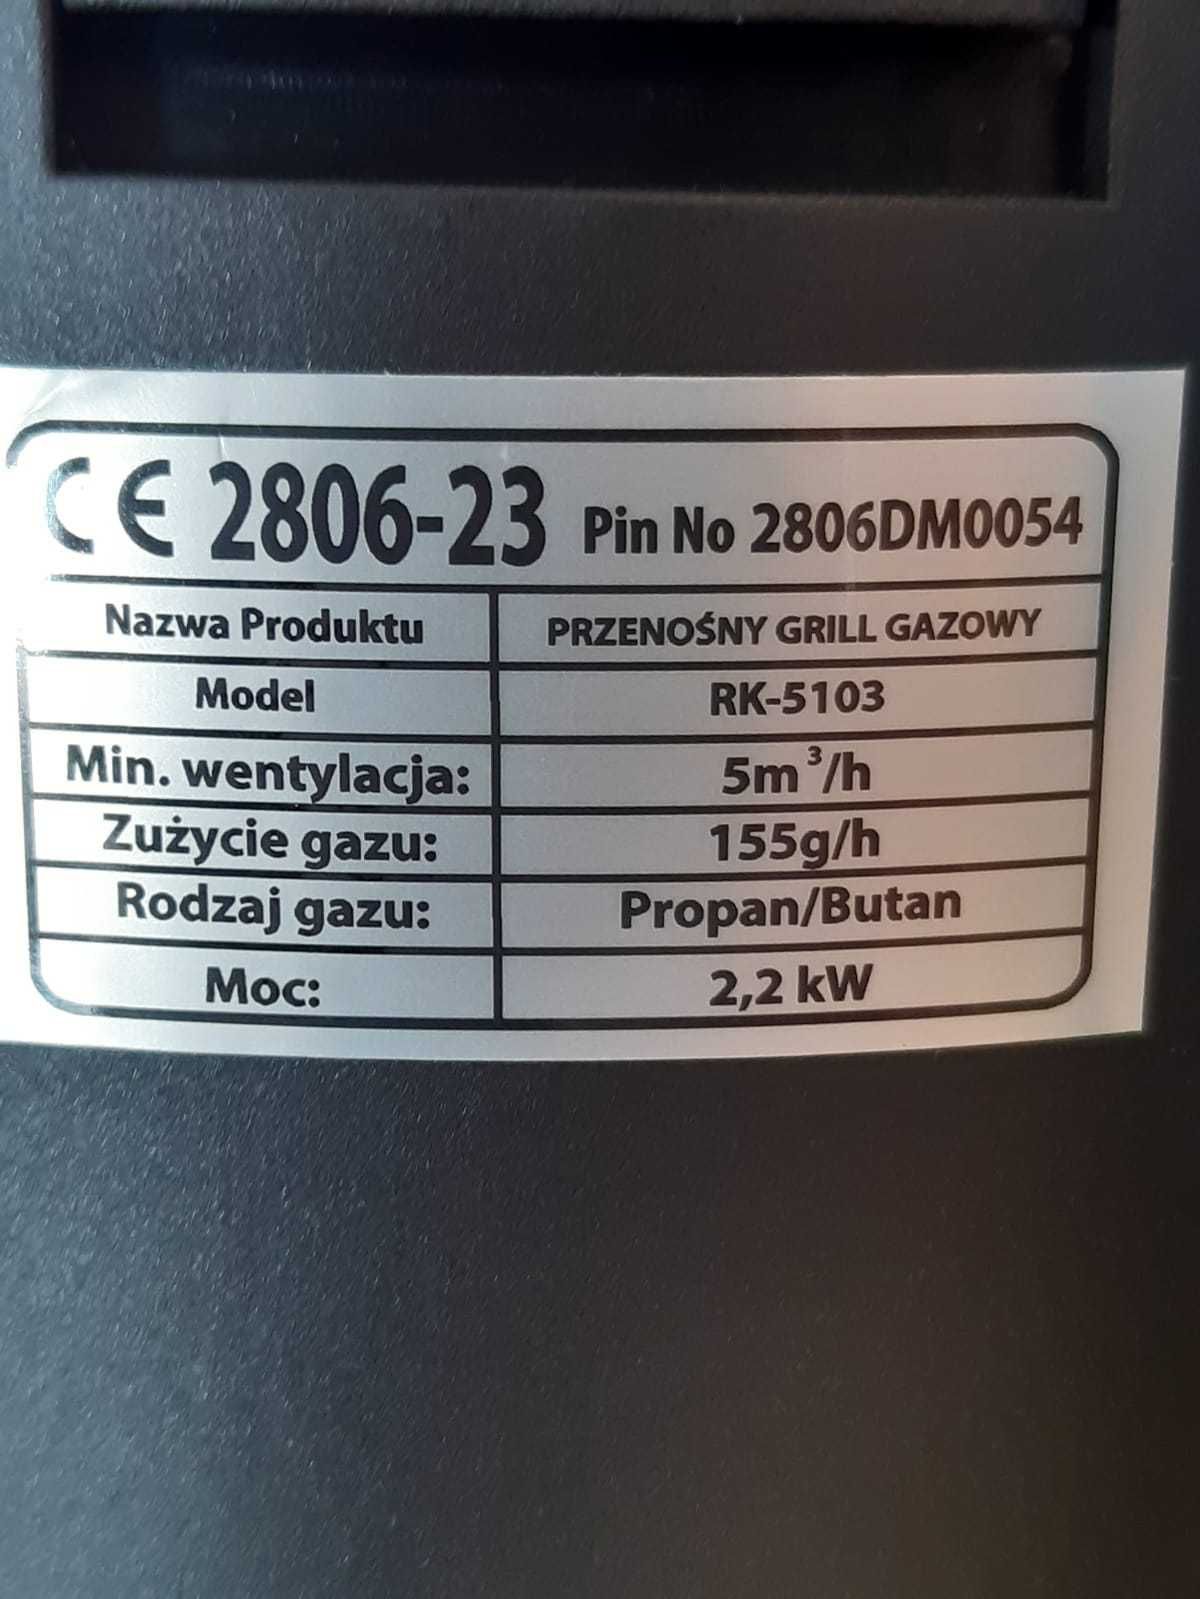 CE 2806-23 Pin No 2806DM0054
Nazwa Produktu PRZENOŚNY GRILL GAZOWY
Model RK-5103
Min. wentylacja: 5m³/h
Zużycie gazu: 155g/h
Rodzaj gazu: Propan/Butan
Moc: 2,2 kW